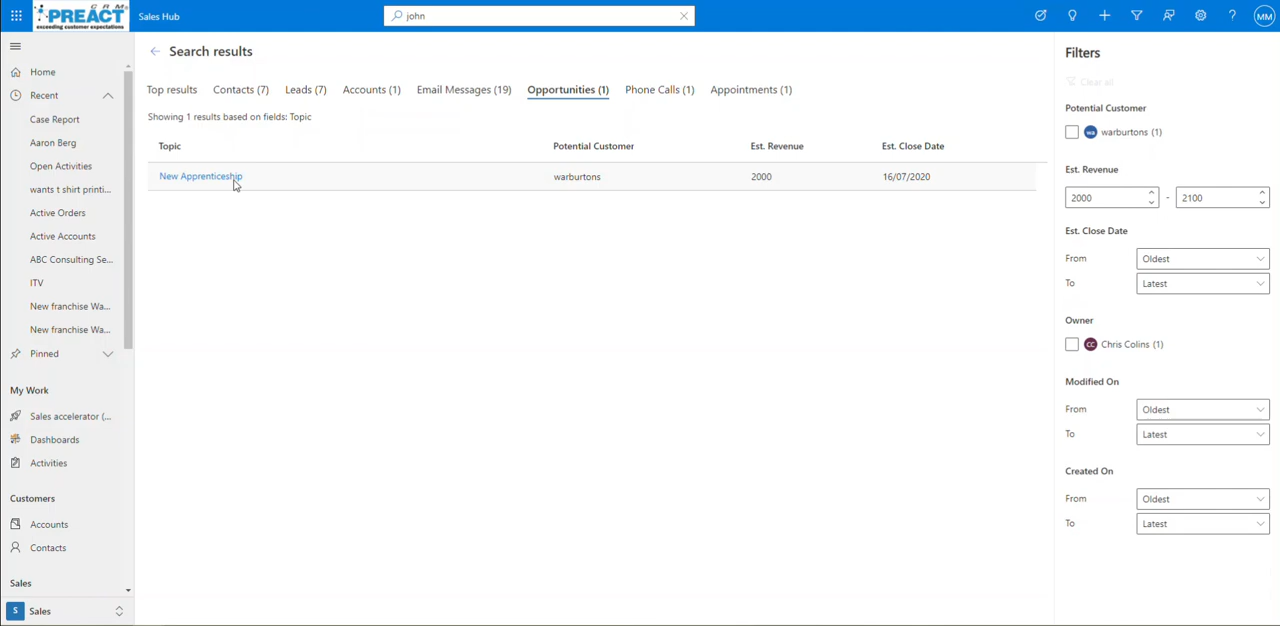 C R M
PREACT
exceeding customer expectations
Sales Hub
john
MM
Home
Recent
Case Report
Aaron Berg
Open Activities
wants t shirt printi...
Active Orders
Active Accounts
ABC Consulting Se...
ITV
New franchise Wa...
New franchise Wa...
Pinned
My Work
Sales accelerator (...
Dashboards
Activities
Customers
Accounts
Contacts
Sales
S Sales
Search results
Top results Contacts (7) Leads (7) Accounts (1) Email Messages (19) Opportunities (1) Phone Calls (1) Appointments (1)
Showing 1 results based on fields: Topic
Topic Potential Customer Est. Revenue Est. Close Date
New Apprenticeship warburtons 2000 16/07/2020
Filters
Clear all
Potential Customer
wa warburtons (1)
Est. Revenue
2000 - 2100
Est. Close Date
From Oldest
To Latest
Owner
CC Chris Colins (1)
Modified On
From Oldest
To Latest
Created On
From Oldest
To Latest